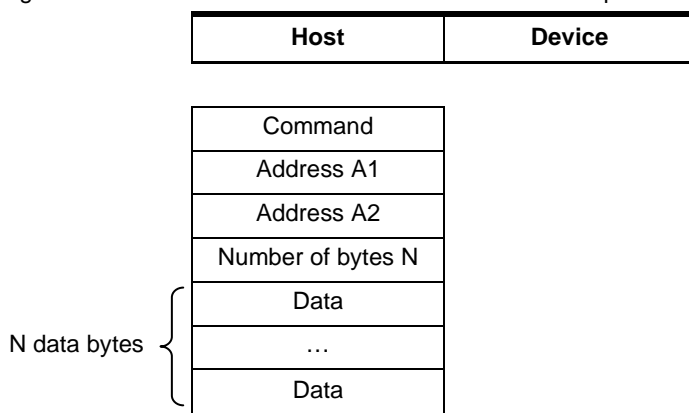 Host Device
Command
Address A1
Address A2
Number of bytes N
Data
N data bytes …
Data